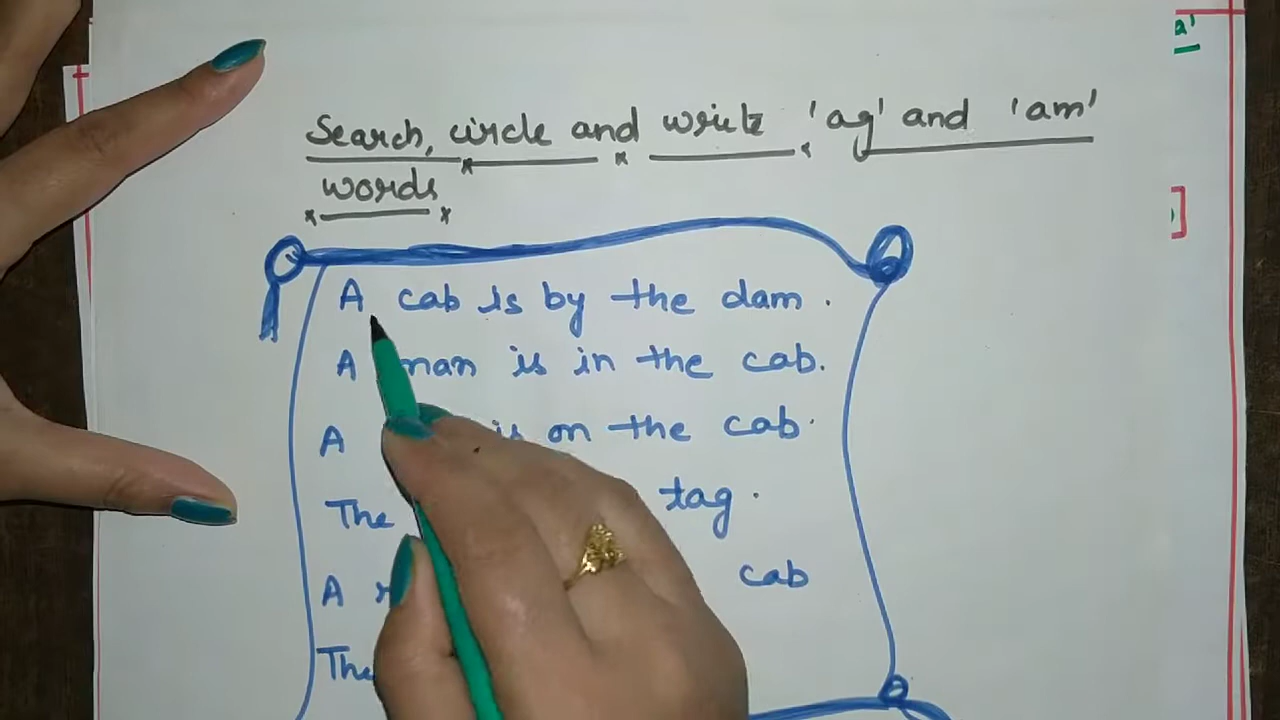 Search, circle and write 'ag' and 'am'
words
A cab is by the dam.
A man is in the cab.
A is on the cab.
The tag.
A cab
The